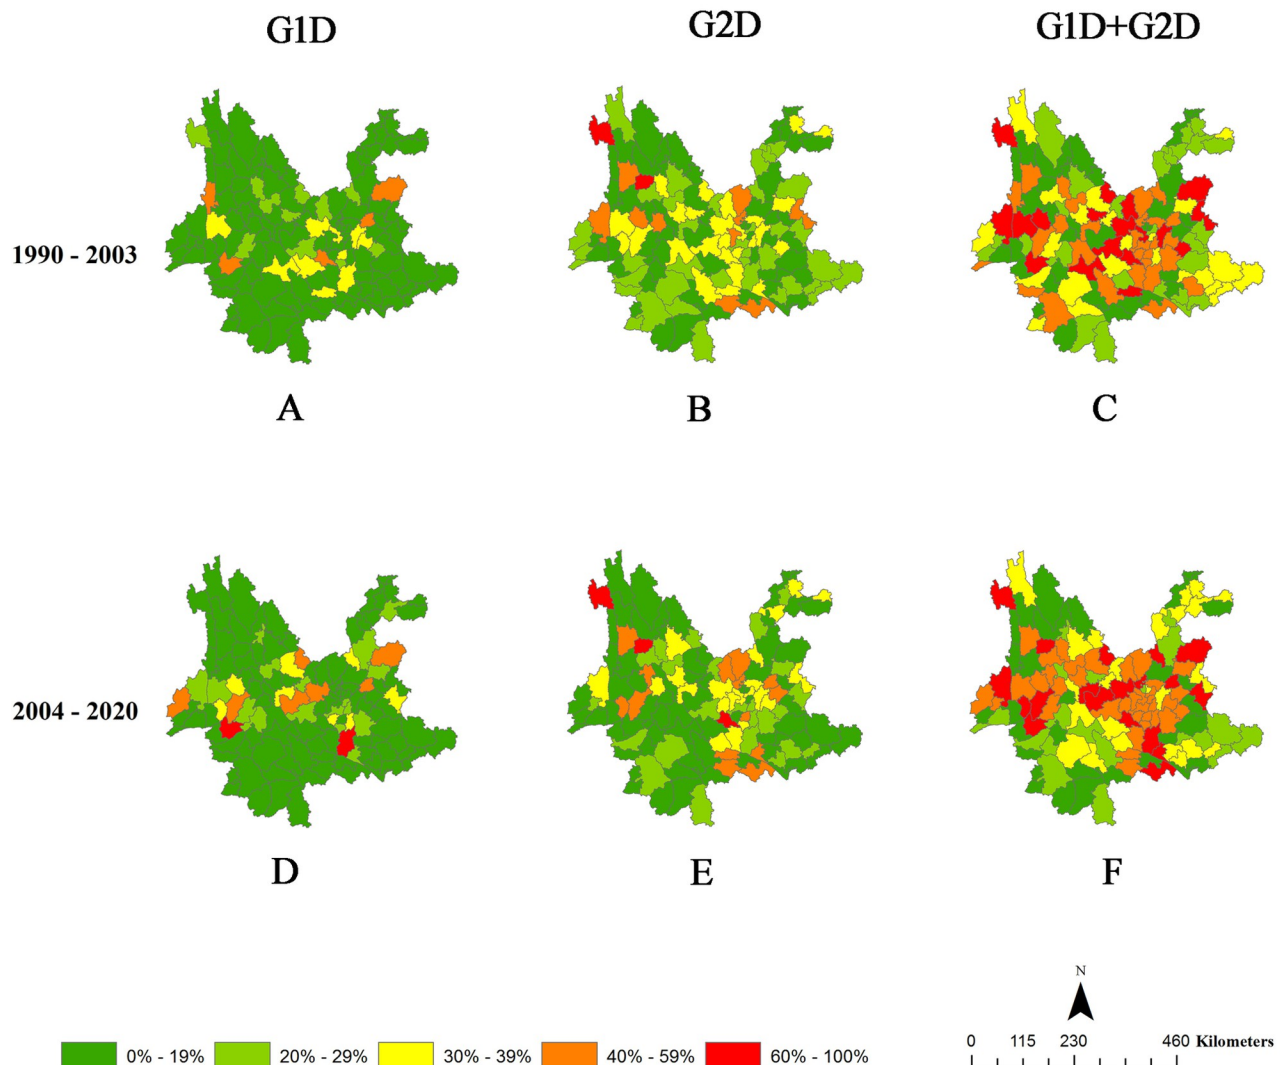 G1D G2D G1D+G2D
1990 - 2003
A B C
2004 - 2020
D E F
N
0% - 19% 20% - 29% 30% - 39% 40% - 59% 60% - 100%
0 115 230 460 Kilometers